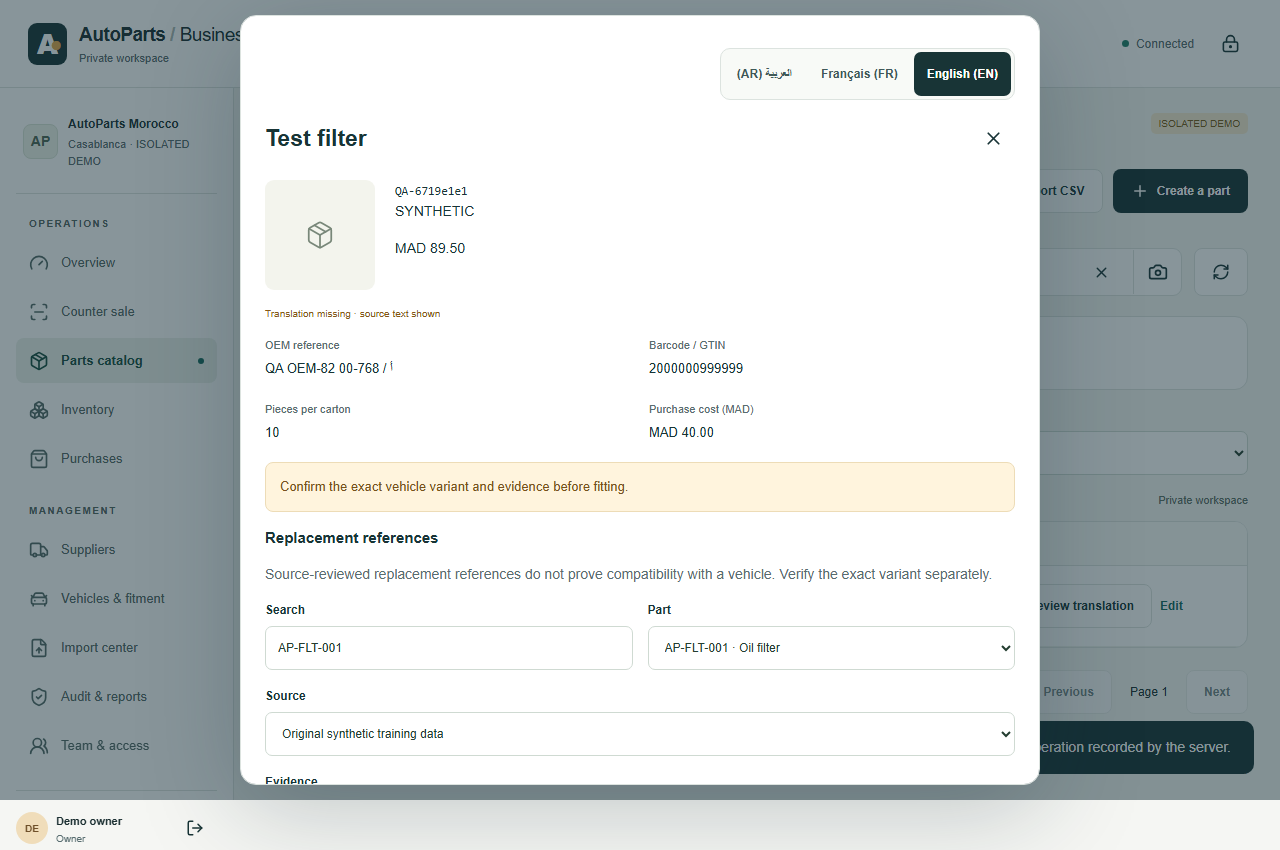 AutoParts / Busines
Private workspace
Connected
AutoParts Morocco
AP
Casablanca · ISOLATED
DEMO
OPERATIONS
Overview
Counter sale
Parts catalog
Inventory
Purchases
MANAGEMENT
Suppliers
Vehicles & fitment
Import center
Audit & reports
Team & access
DE
Demo owner
Owner
العربية (AR)
Français (FR)
English (EN)
Test filter
QA-6719e1e1
SYNTHETIC
MAD 89.50
Translation missing · source text shown
OEM reference
Barcode / GTIN
QA OEM-82 00-768 / أ
2000000999999
Pieces per carton
Purchase cost (MAD)
10
MAD 40.00
Confirm the exact vehicle variant and evidence before fitting.
Replacement references
Source-reviewed replacement references do not prove compatibility with a vehicle. Verify the exact variant separately.
Search
Part
AP-FLT-001
AP-FLT-001 · Oil filter
Source
Original synthetic training data
Evidence
ISOLATED DEMO
ort CSV
Create a part
Private workspace
eview translation
Edit
Previous
Page 1
Next
eration recorded by the server.